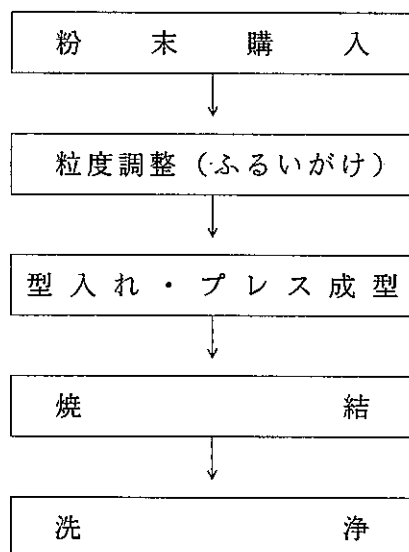 粉末購入
粒度調整（ふるいがけ）
型入れ・プレス成型
焼結
洗浄